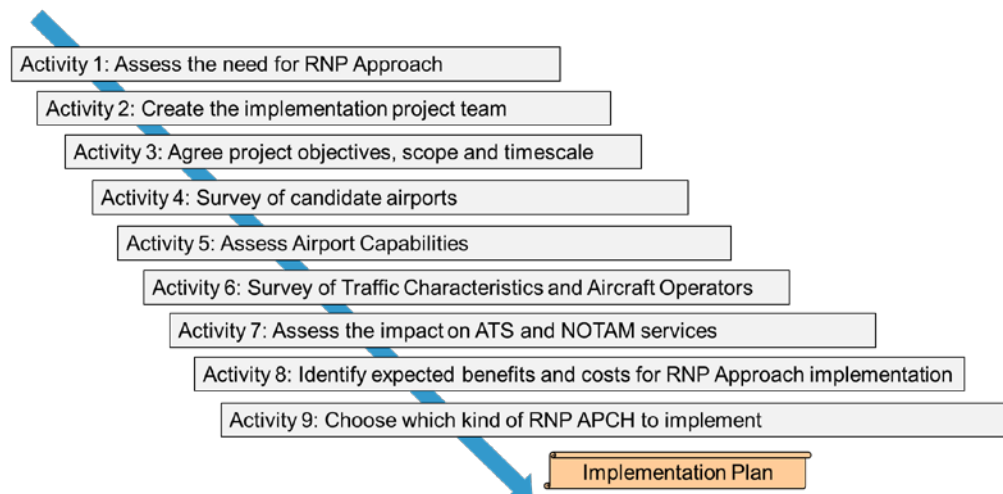 Activity 1: Assess the need for RNP Approach
Activity 2: Create the implementation project team
Activity 3: Agree project objectives, scope and timescale
Activity 4: Survey of candidate airports
Activity 5: Assess Airport Capabilities
Activity 6: Survey of Traffic Characteristics and Aircraft Operators
Activity 7: Assess the impact on ATS and NOTAM services
Activity 8: Identify expected benefits and costs for RNP Approach implementation
Activity 9: Choose which kind of RNP APCH to implement
Implementation Plan